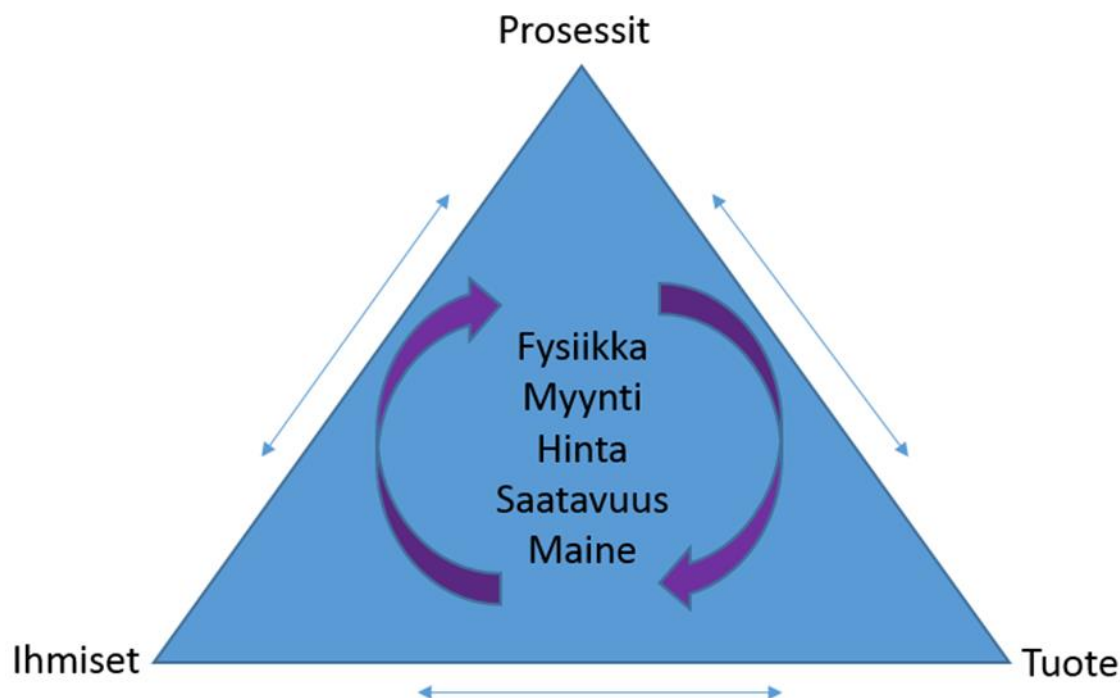 Prosessit
Fysiikka
Myynti
Hinta
Saatavuus
Maine
Ihmiset
Tuote